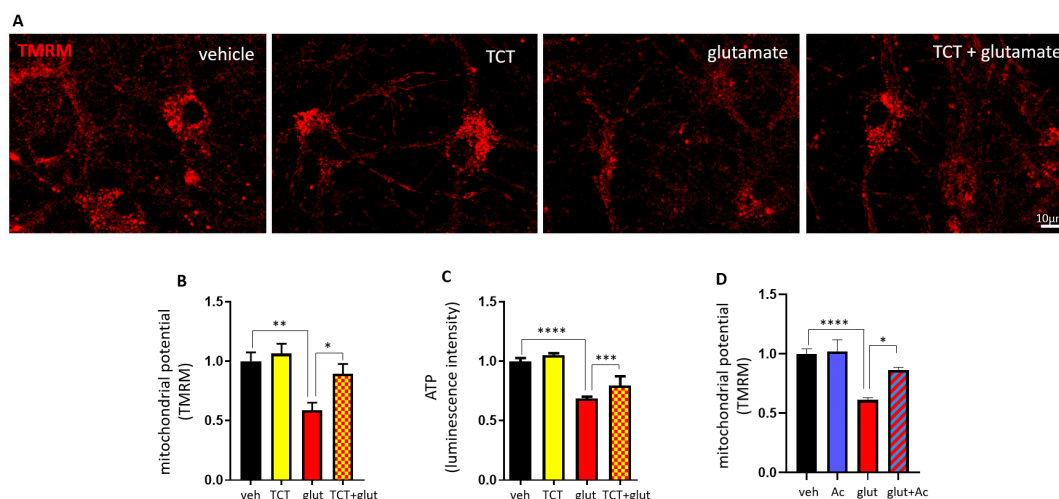 A
TMRM
vehicle
TCT
glutamate
TCT + glutamate
10μm
B
mitochondrial potential
(TMRM)
1.5
1.0
0.5
0.0
**
*
veh TCT glut TCT+glut
C
ATP
(luminescence intensity)
1.5
1.0
0.5
0.0
****
***
veh TCT glut TCT+glut
D
mitochondrial potential
(TMRM)
1.5
1.0
0.5
0.0
****
*
veh Ac glut glut+Ac